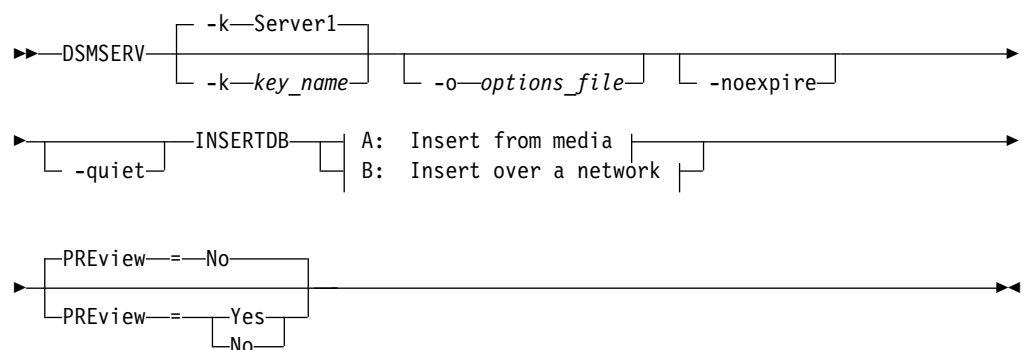 -k Server1
DSMSERV
-k key_name
-o options_file
-noexpire
-quiet
INSERTDB
A: Insert from media
B: Insert over a network
PREview = No
PREview = Yes
No